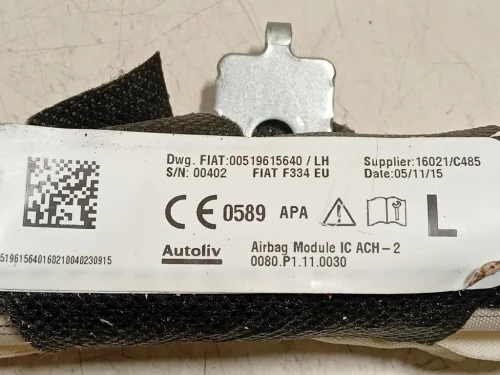 Dwg. FIAT:00519615640 / LH
Supplier:16021/C485
S/N: 00402 FIAT F334 EU
Date:05/11/15
CE 0589 APA
L
Autoliv
Airbag Module IC ACH-2
0080.P1.11.0030
519615640160210040230915